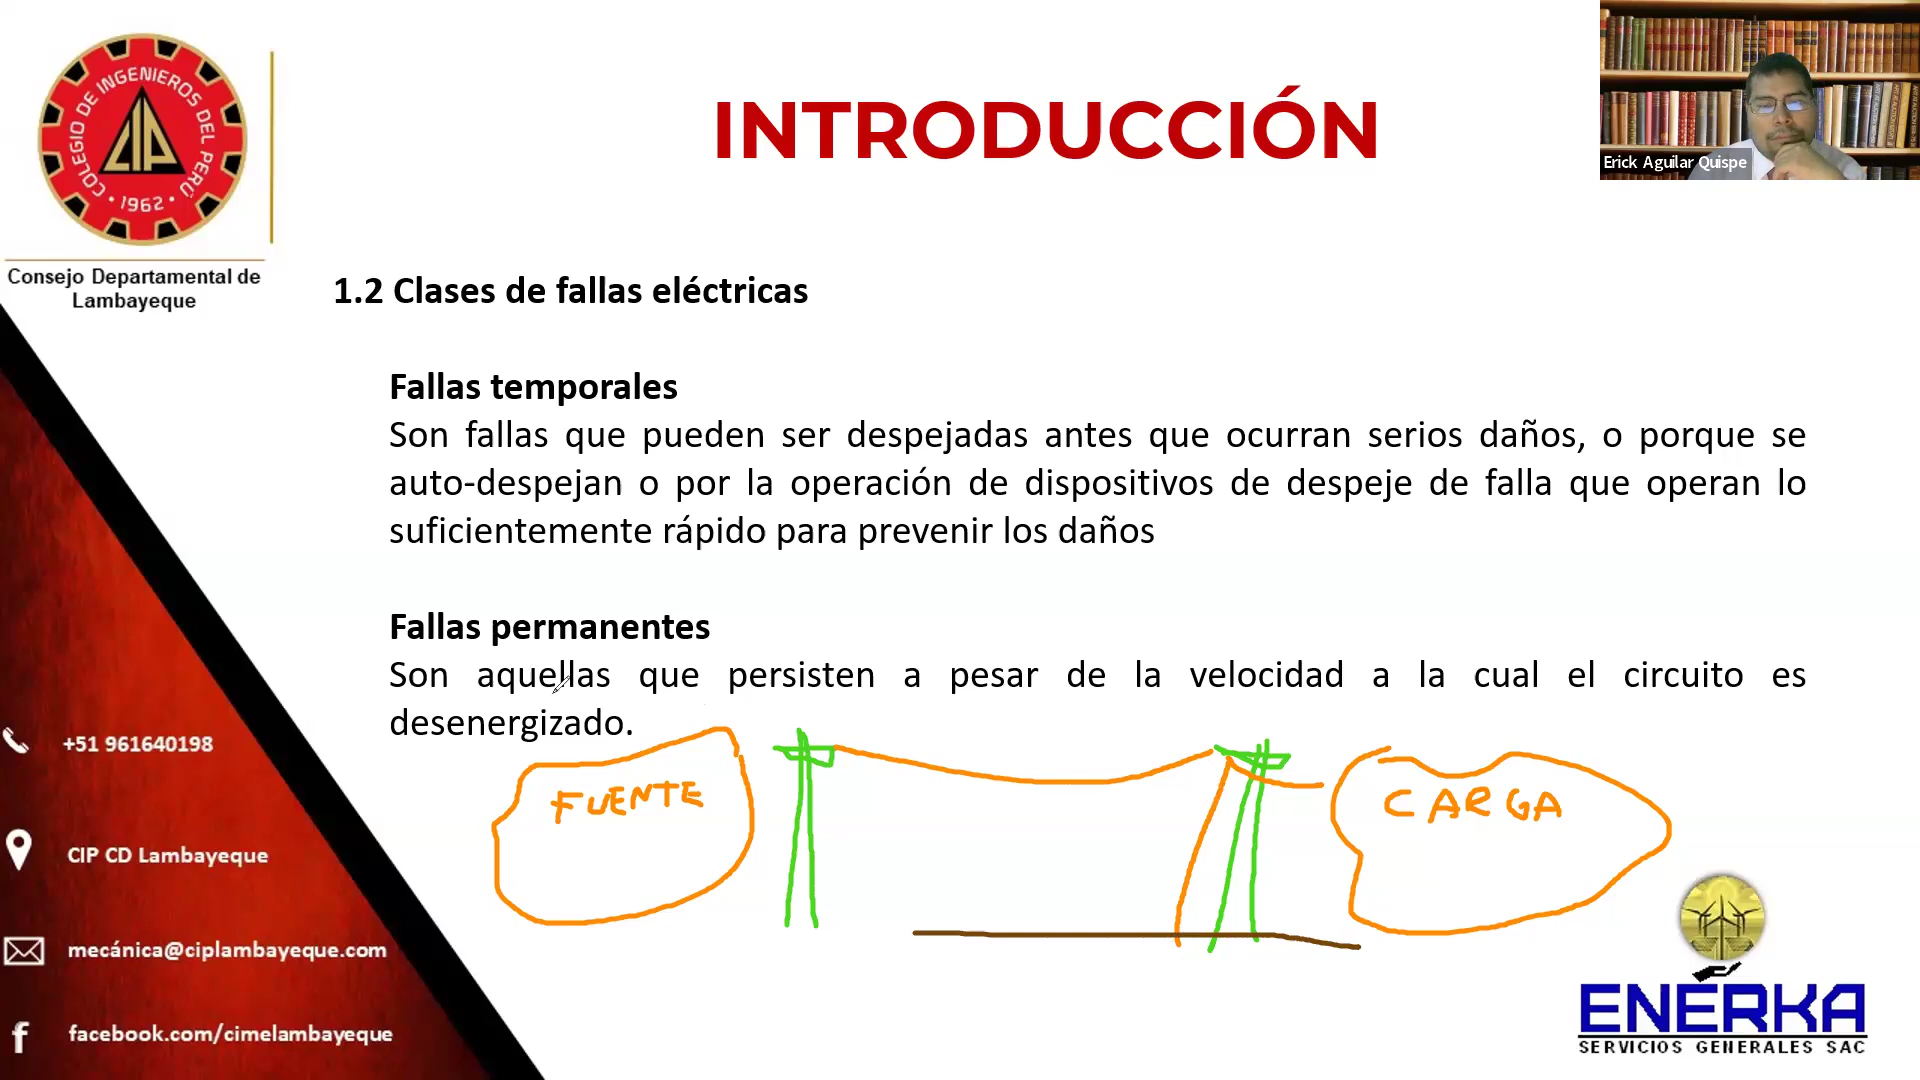 COLEGIO DE INGENIEROS DEL PERÚ
CIP
• 1962 •
Consejo Departamental de
Lambayeque
INTRODUCCIÓN
Erick Aguilar Quispe
1.2 Clases de fallas eléctricas
Fallas temporales
Son fallas que pueden ser despejadas antes que ocurran serios daños, o porque se
auto-despejan o por la operación de dispositivos de despeje de falla que operan lo
suficientemente rápido para prevenir los daños
Fallas permanentes
Son aquellas que persisten a pesar de la velocidad a la cual el circuito es
desenergizado.
FUENTE
CARGA
+51 961640198
CIP CD Lambayeque
mecánica@ciplambayeque.com
facebook.com/cimelambayeque
ENERKA
SERVICIOS GENERALES SAC